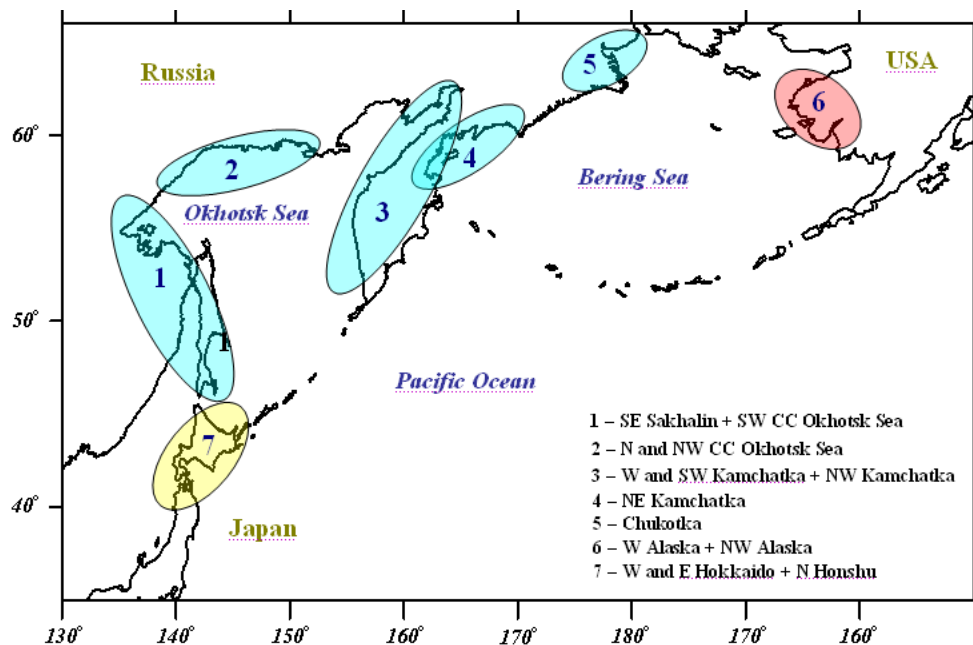 Russia
USA
5
6
60°
2
4
Bering Sea
3
Okhotsk Sea
1
50°
1
Pacific Ocean
1 – SE Sakhalin + SW CC Okhotsk Sea
7
2 – N and NW CC Okhotsk Sea
3 – W and SW Kamchatka + NW Kamchatka
40°
4 – NE Kamchatka
Japan
5 – Chukotka
6 – W Alaska + NW Alaska
7 – W and E Hokkaido + N Honshu
130° 140° 150° 160° 170° 180° 170° 160°